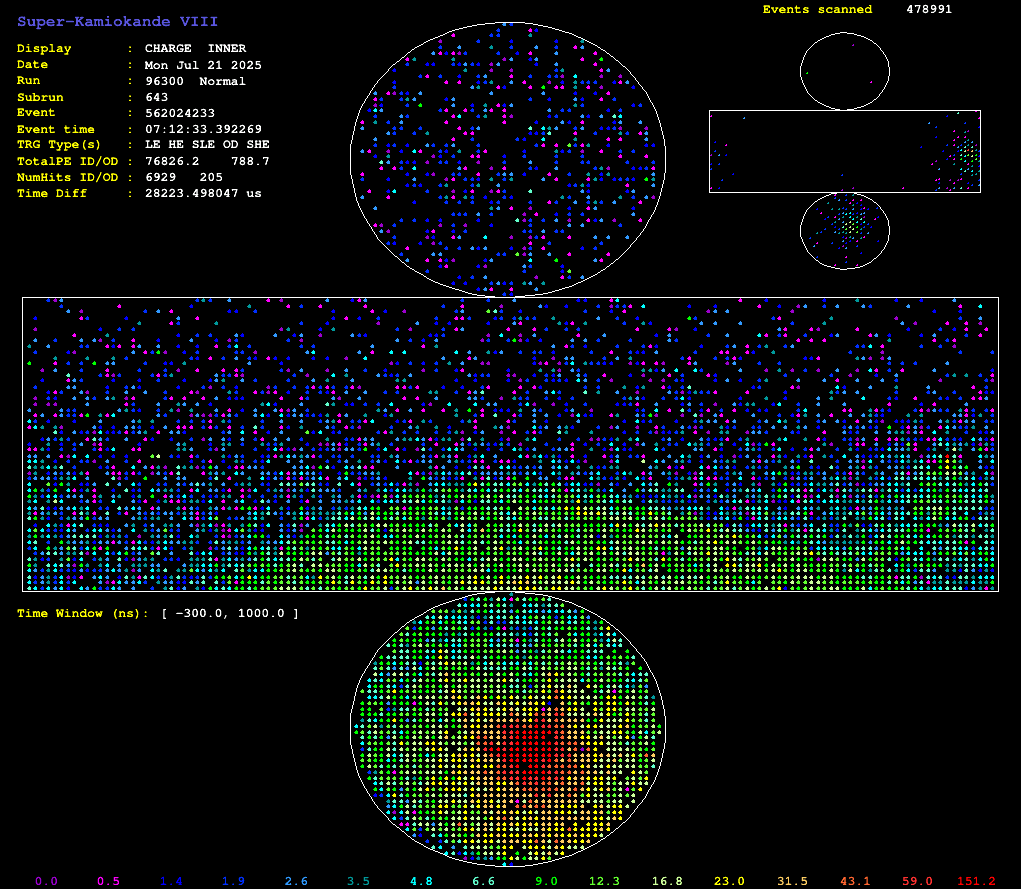 Super-Kamiokande VIII
Events scanned 478991
Display : CHARGE INNER
Date : Mon Jul 21 2025
Run : 96300 Normal
Subrun : 643
Event : 562024233
Event time : 07:12:33.392269
TRG Type(s) : LE HE SLE OD SHE
TotalPE ID/OD : 76826.2 788.7
NumHits ID/OD : 6929 205
Time Diff : 28223.498047 us
Time Window (ns): [ -300.0, 1000.0 ]
0.0 0.5 1.4 1.9 2.6 3.5 4.8 6.6 9.0 12.3 16.8 23.0 31.5 43.1 59.0 151.2